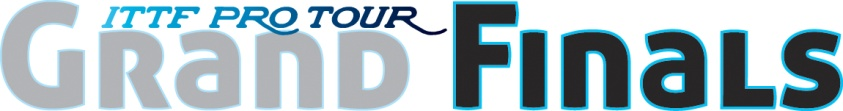 ITTF PRO TOUR
GRAND FINALS